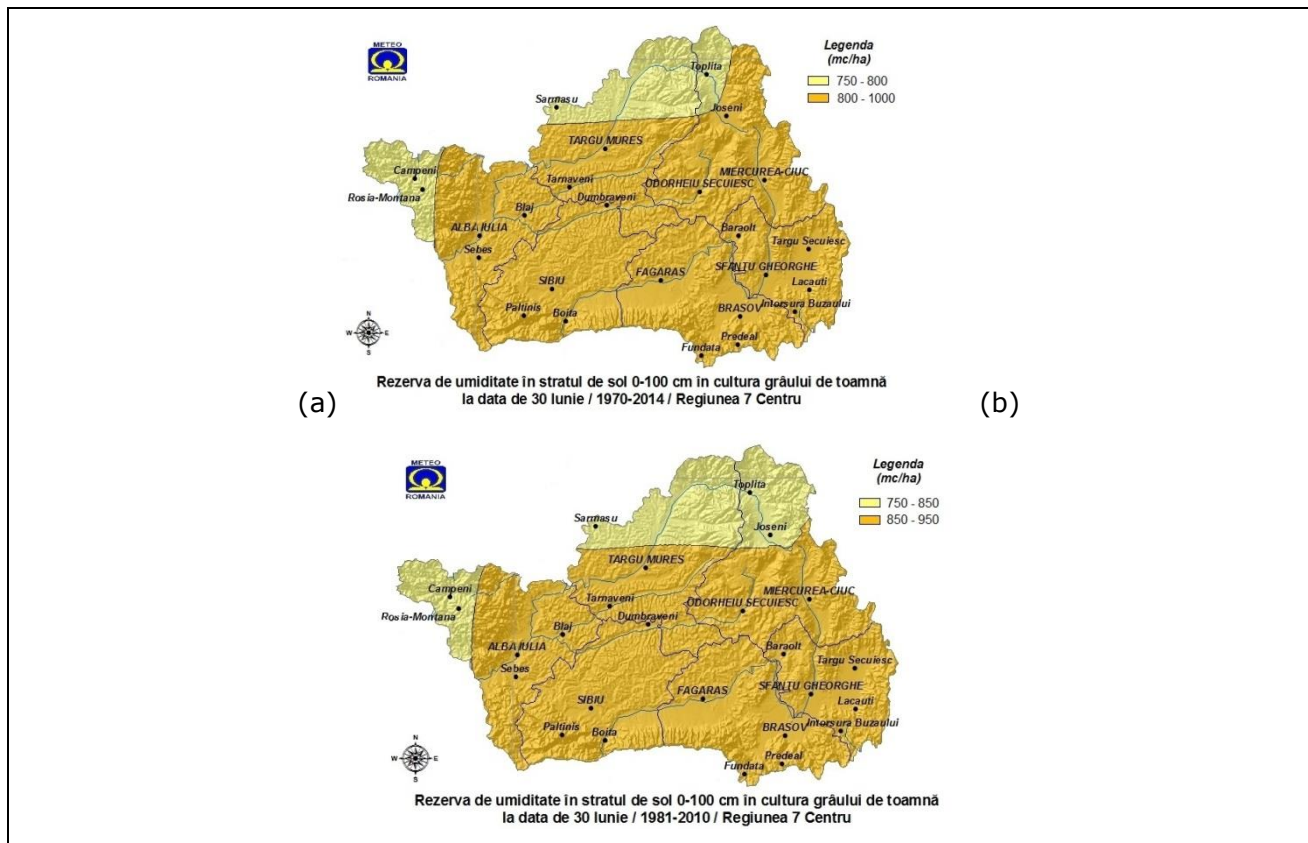 METEO
ROMANIA
Legenda
(mc/ha)
750 - 800
800 - 1000
Toplita
Sarmasu
Joseni
TARGU MURES
Campeni
MIERCUREA-CIUC
Tarnaveni
ODORHEIU SECUIESC
Rosia-Montana
Dumbraveni
Blaj
ALBA IULIA
Baraolt
Targu Secuiesc
Sebes
SFANTU GHEORGHE
FAGARAS
SIBIU
Lacauti
Intorsura Buzaului
Paltinis
Boita
BRASOV
Predeal
Fundata
N
W E
S
Rezerva de umiditate în stratul de sol 0-100 cm în cultura grâului de toamnă
la data de 30 Iunie / 1970-2014 / Regiunea 7 Centru
(a)
(b)
METEO
ROMANIA
Legenda
(mc/ha)
750 - 850
850 - 950
Toplita
Sarmasu
Joseni
TARGU MURES
Campeni
MIERCUREA-CIUC
Tarnaveni
ODORHEIU SECUIESC
Rosia-Montana
Dumbraveni
Blaj
ALBA IULIA
Baraolt
Targu Secuiesc
Sebes
SFANTU GHEORGHE
FAGARAS
SIBIU
Lacauti
Intorsura Buzaului
Paltinis
Boita
BRASOV
Predeal
Fundata
N
W E
S
Rezerva de umiditate în stratul de sol 0-100 cm în cultura grâului de toamnă
la data de 30 Iunie / 1981-2010 / Regiunea 7 Centru